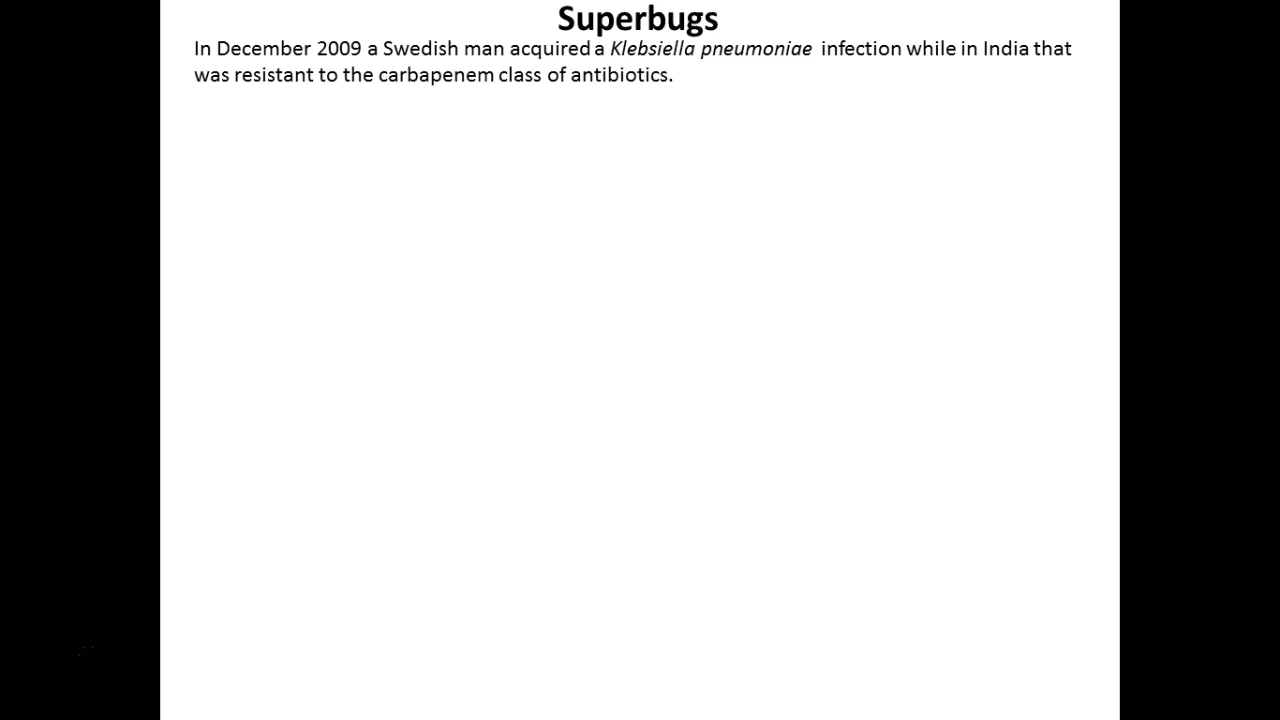 Superbugs
In December 2009 a Swedish man acquired a Klebsiella pneumoniae infection while in India that
was resistant to the carbapenem class of antibiotics.